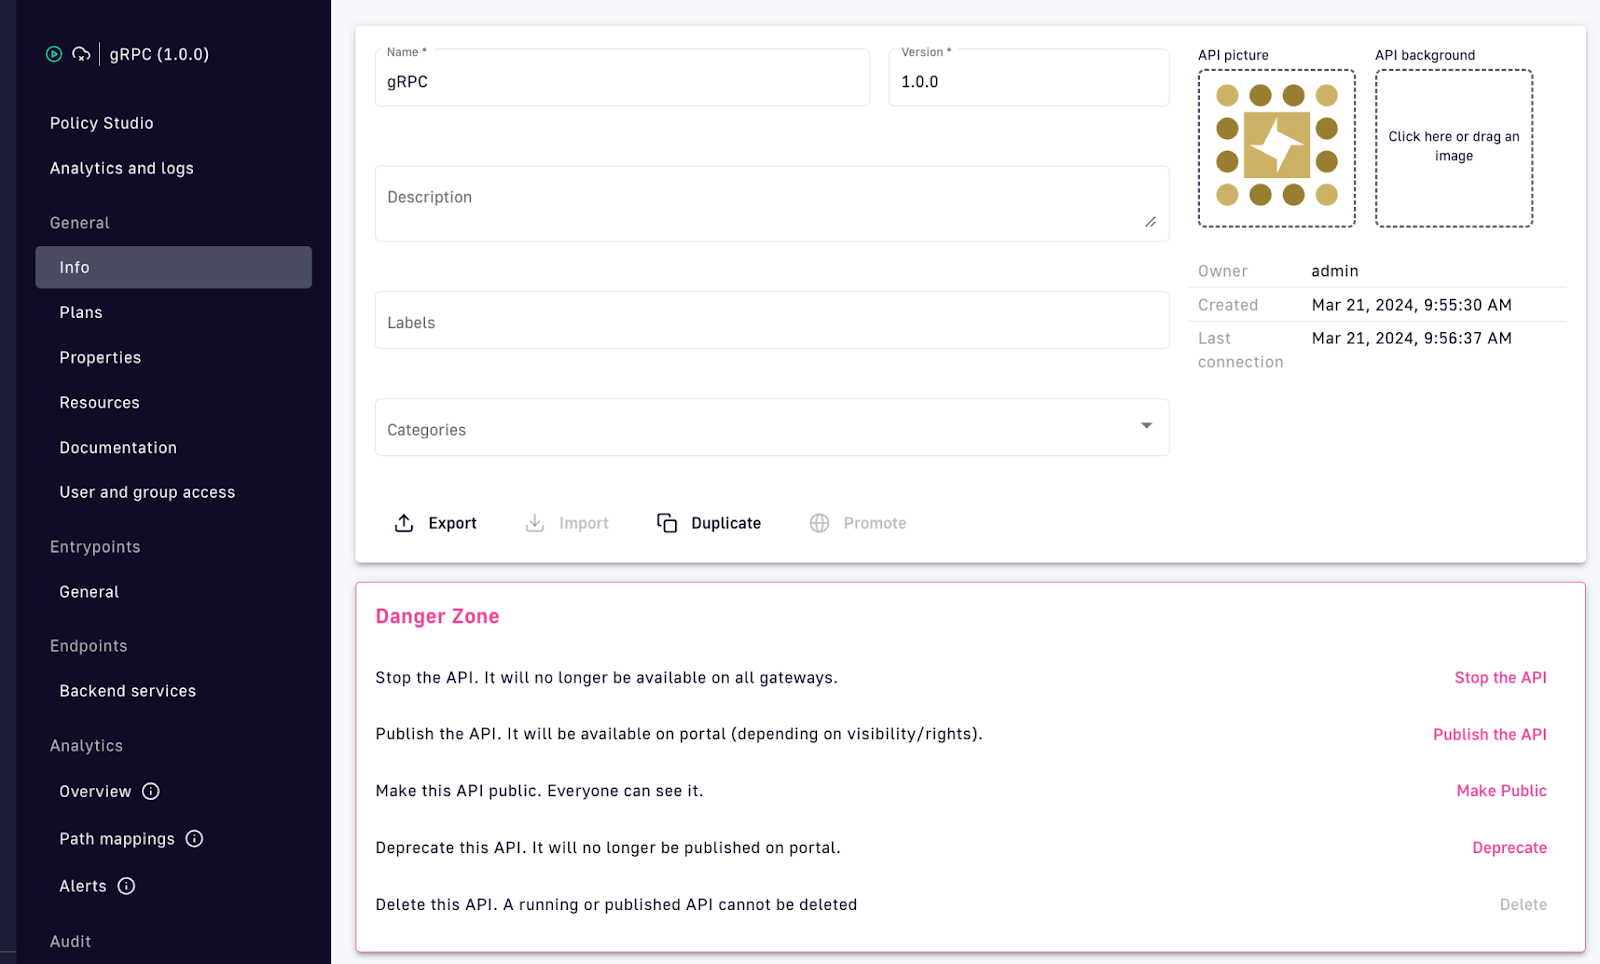 gRPC (1.0.0)
Policy Studio
Analytics and logs
General
Info
Plans
Properties
Resources
Documentation
User and group access
Entrypoints
General
Endpoints
Backend services
Analytics
Overview
Path mappings
Alerts
Audit
Name *
gRPC
Version *
1.0.0
Description
Labels
Categories
Export
Import
Duplicate
Promote
API picture
API background
Click here or drag an
image
Owner admin
Created Mar 21, 2024, 9:55:30 AM
Last Mar 21, 2024, 9:56:37 AM
connection
Danger Zone
Stop the API. It will no longer be available on all gateways. Stop the API
Publish the API. It will be available on portal (depending on visibility/rights). Publish the API
Make this API public. Everyone can see it. Make Public
Deprecate this API. It will no longer be published on portal. Deprecate
Delete this API. A running or published API cannot be deleted Delete